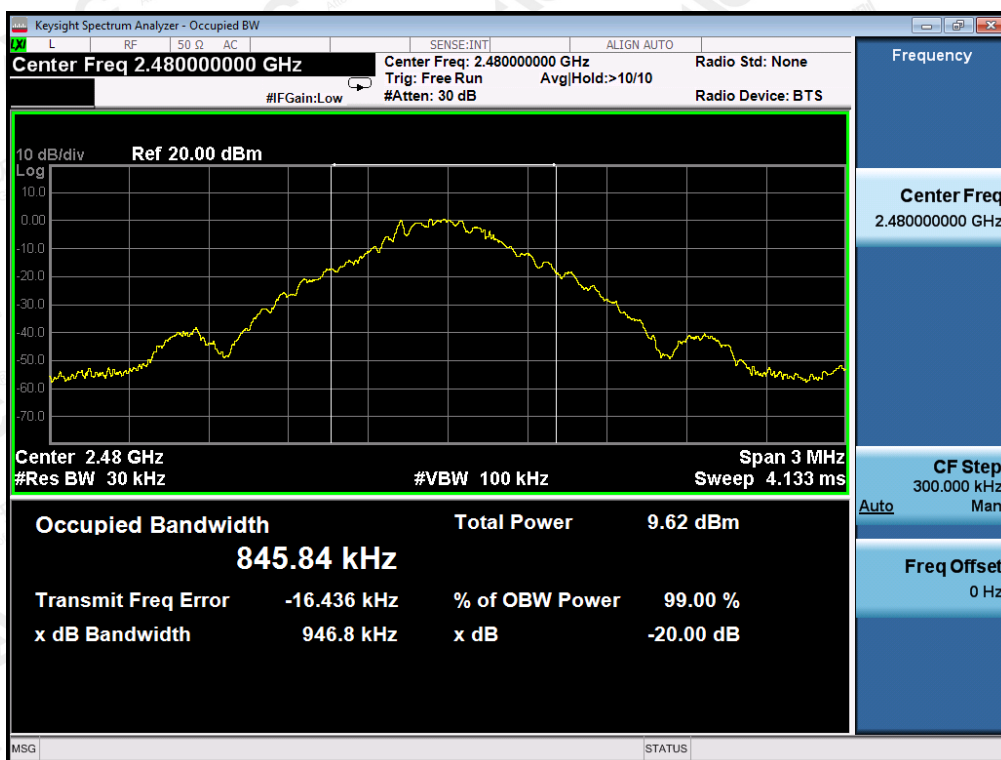 Keysight Spectrum Analyzer - Occupied BW
LXI L RF 50 Ω AC SENSE:INT ALIGN AUTO
Center Freq 2.480000000 GHz
Center Freq: 2.480000000 GHz Radio Std: None
Trig: Free Run Avg|Hold:>10/10
#IFGain:Low #Atten: 30 dB Radio Device: BTS
10 dB/div Ref 20.00 dBm
Log
10.0
0.00
-10.0
-20.0
-30.0
-40.0
-50.0
-60.0
-70.0
Center 2.48 GHz Span 3 MHz
#Res BW 30 kHz #VBW 100 kHz Sweep 4.133 ms
Occupied Bandwidth Total Power 9.62 dBm
845.84 kHz
Transmit Freq Error -16.436 kHz % of OBW Power 99.00 %
x dB Bandwidth 946.8 kHz x dB -20.00 dB
Frequency
Center Freq
2.480000000 GHz
CF Step
300.000 kHz
Auto Man
Freq Offset
0 Hz
MSG STATUS